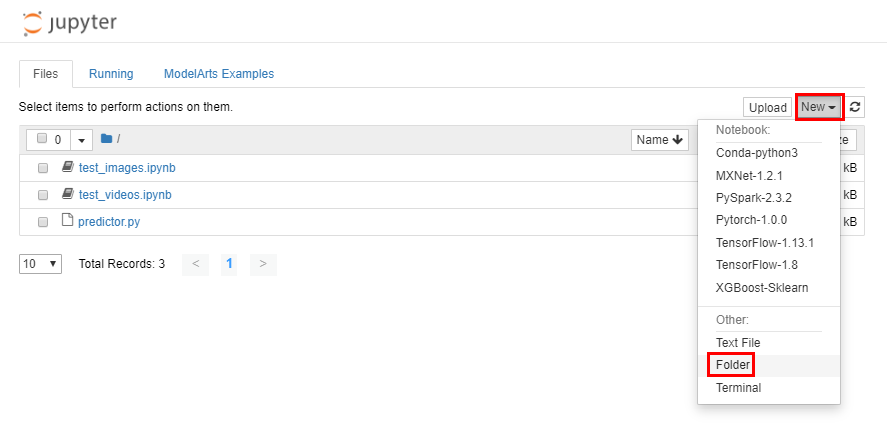 jupyter
Files Running ModelArts Examples
Select items to perform actions on them. Upload New
0 / Name ze
test_images.ipynb kB
test_videos.ipynb kB
predictor.py kB
10 Total Records: 3 < 1 >
Notebook:
Conda-python3
MXNet-1.2.1
PySpark-2.3.2
Pytorch-1.0.0
TensorFlow-1.13.1
TensorFlow-1.8
XGBoost-Sklearn
Other:
Text File
Folder
Terminal